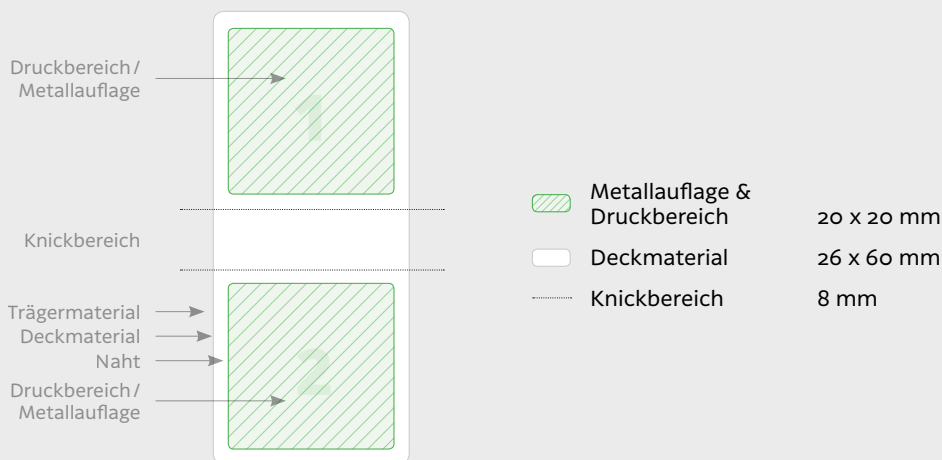 Druckbereich/
Metallauflage
1
Knickbereich
Trägermaterial
Deckmaterial
Naht
2
Druckbereich/
Metallauflage
Metallauflage &
Druckbereich 20 x 20 mm
Deckmaterial 26 x 60 mm
Knickbereich 8 mm